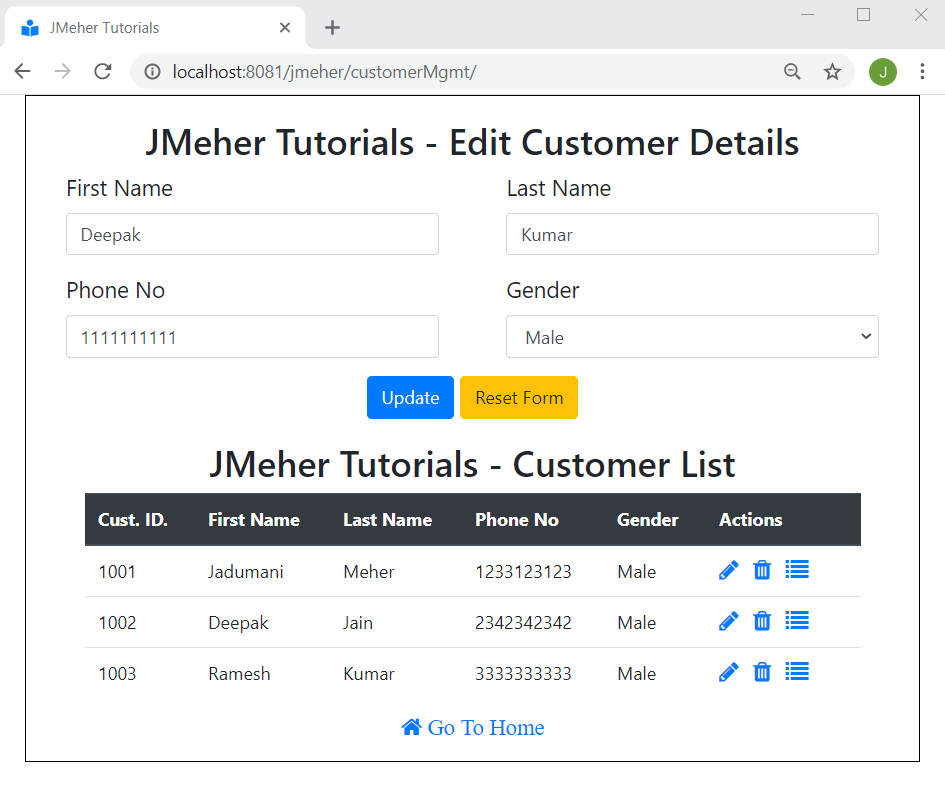 JMeher Tutorials
localhost:8081/jmeher/customerMgmt/
J
JMeher Tutorials - Edit Customer Details
First Name Last Name
Deepak Kumar
Phone No Gender
1111111111 Male
Update Reset Form
JMeher Tutorials - Customer List
Cust. ID. First Name Last Name Phone No Gender Actions
1001 Jadumani Meher 1233123123 Male
1002 Deepak Jain 2342342342 Male
1003 Ramesh Kumar 3333333333 Male
Go To Home